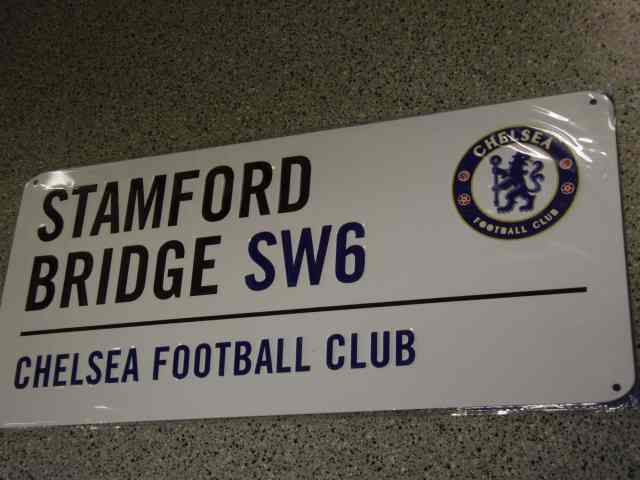 STAMFORD
BRIDGE SW6
CHELSEA FOOTBALL CLUB
CHELSEA
FOOTBALL CLUB